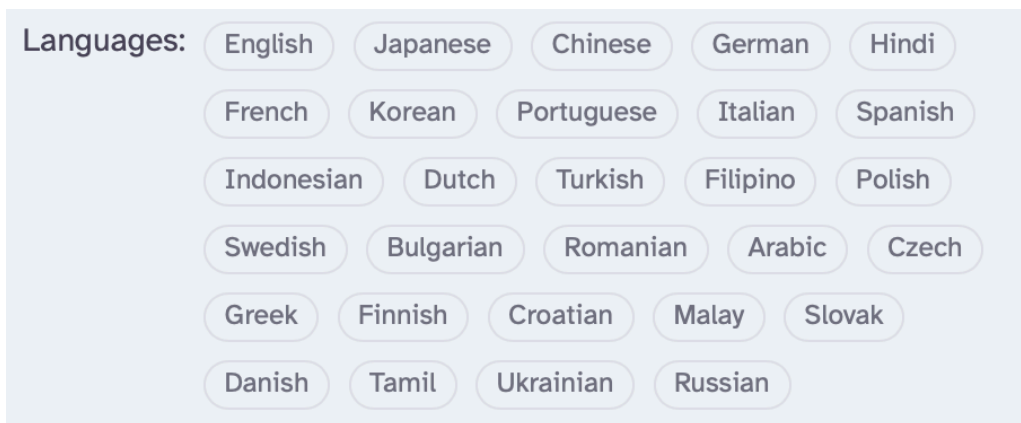 Languages: English Japanese Chinese German Hindi
French Korean Portuguese Italian Spanish
Indonesian Dutch Turkish Filipino Polish
Swedish Bulgarian Romanian Arabic Czech
Greek Finnish Croatian Malay Slovak
Danish Tamil Ukrainian Russian